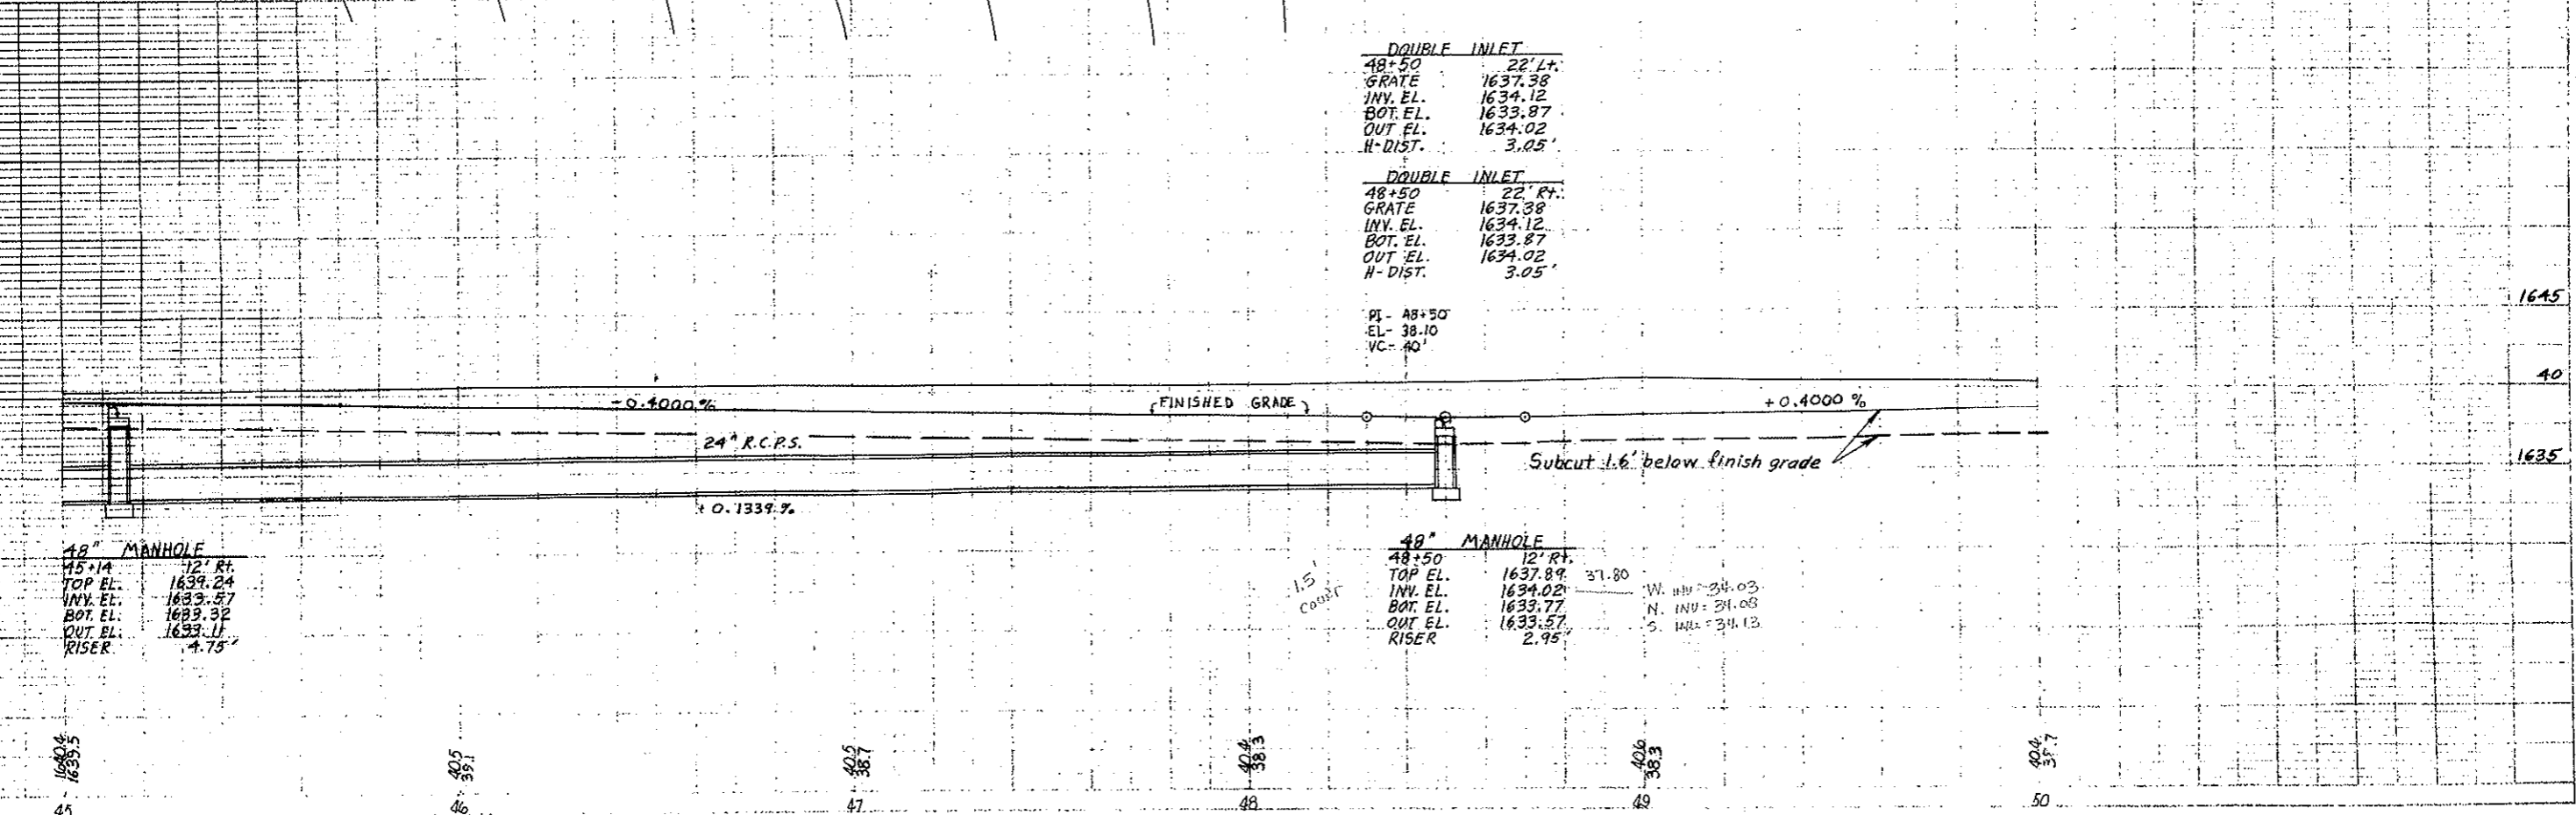 DOUBLE INLET
48+50 22' Lt.
GRATE 1637.38
INV. EL. 1634.12
BOT. EL. 1633.87
OUT EL. 1634.02
H-DIST. 3.05'
DOUBLE INLET
48+50 22' Rt.
GRATE 1637.38
INV. EL. 1634.12
BOT. EL. 1633.87
OUT EL. 1634.02
H-DIST. 3.05'
PI- 48+50
EL- 38.10
VC- 40'
1645
40
1635
-0.4000 %
FINISHED GRADE
+0.4000 %
24" R.C.P.S.
Subcut 1.6' below finish grade
+0.1339 %
48" MANHOLE
45+14 12' Rt.
TOP EL. 1639.24
INV. EL. 1633.57
BOT. EL. 1633.32
OUT EL. 1633.11
RISER 4.75'
1.5'
cover
48" MANHOLE
48+50 12' Rt.
TOP EL. 1637.89 37.80
INV. EL. 1634.02 W. INV = 34.03
BOT. EL. 1633.77 N. INV = 34.08
OUT EL. 1633.57 S. INV. = 34.13
RISER 2.95'
1640.4
1639.5
40.5
39.1
40.5
38.7
40.4
38.3
40.6
38.3
40.4
45
46
47
48
49
50